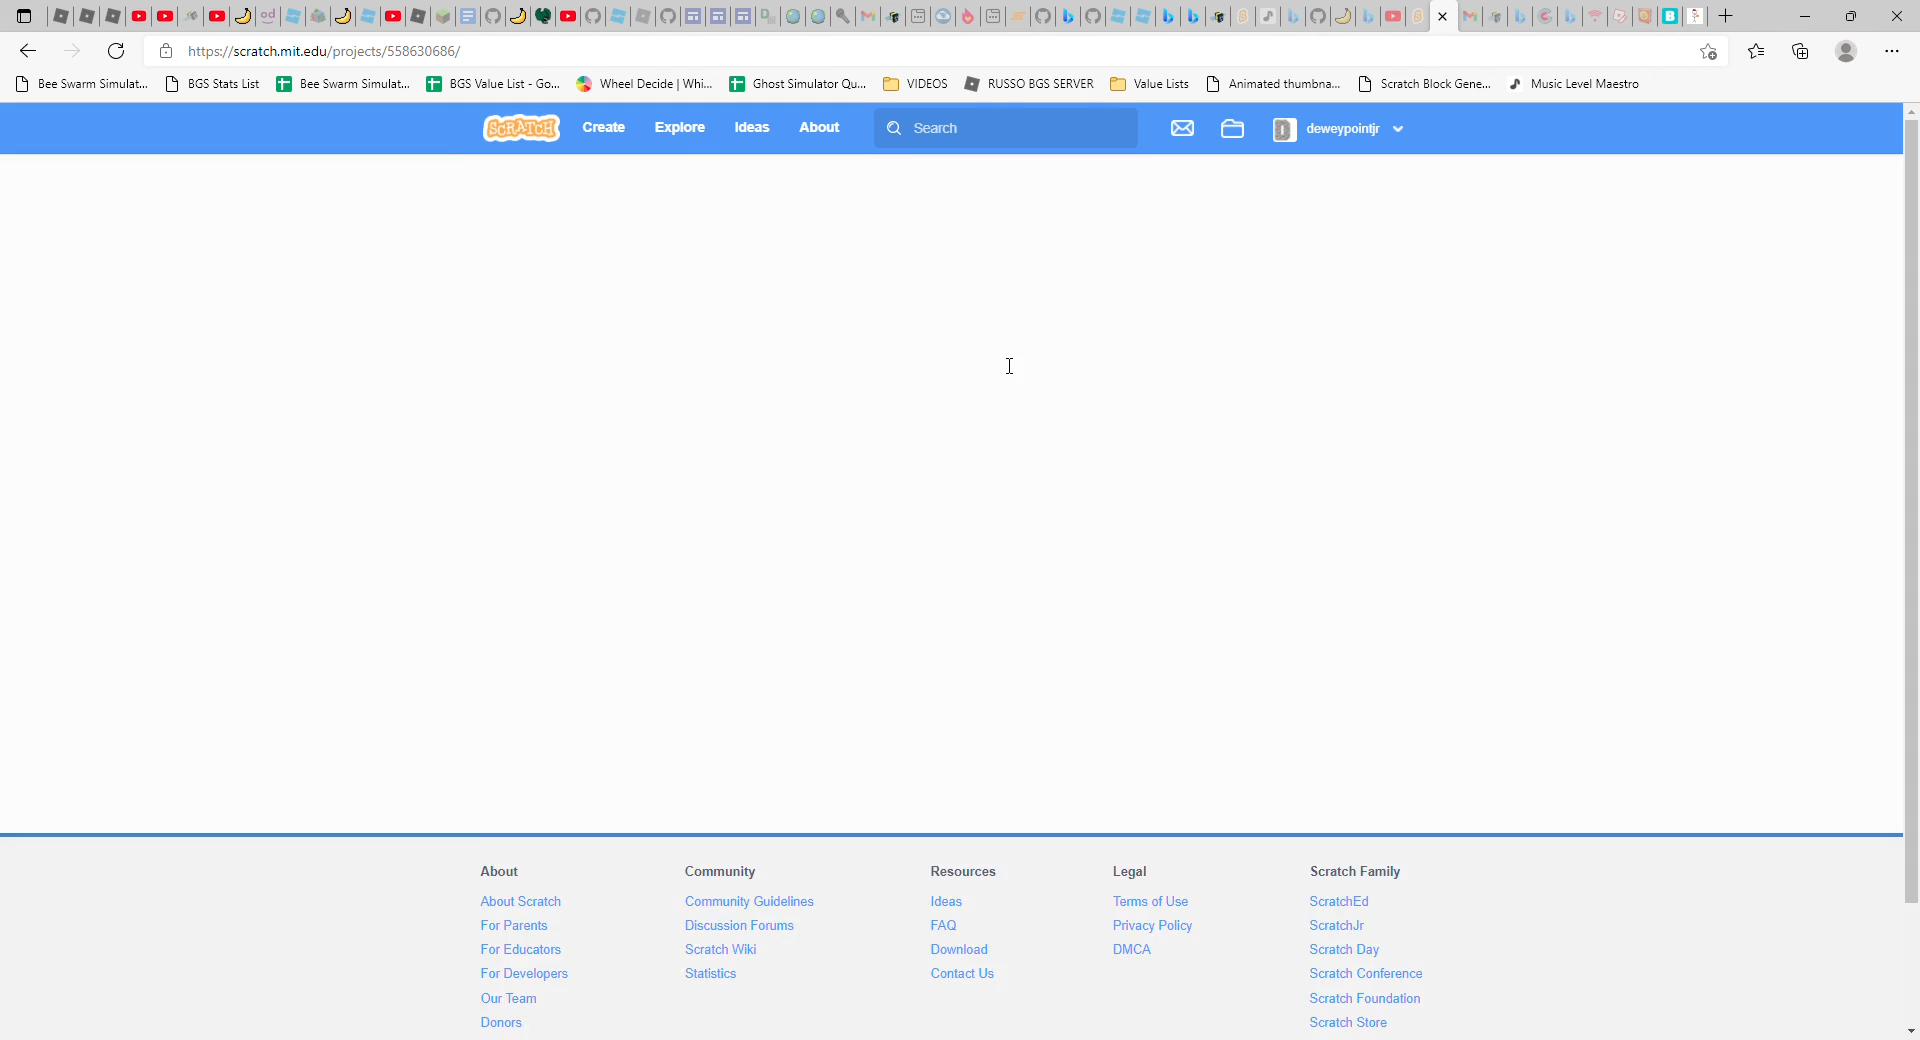 https://scratch.mit.edu/projects/558630686/
Bee Swarm Simulat... BGS Stats List Bee Swarm Simulat... BGS Value List - Go... Wheel Decide | Whi... Ghost Simulator Qu... VIDEOS RUSSO BGS SERVER Value Lists Animated thumbna... Scratch Block Gene... Music Level Maestro
SCRATCH Create Explore Ideas About Search deweypointjr
About Community Resources Legal Scratch Family
About Scratch Community Guidelines Ideas Terms of Use ScratchEd
For Parents Discussion Forums FAQ Privacy Policy ScratchJr
For Educators Scratch Wiki Download DMCA Scratch Day
For Developers Statistics Contact Us Scratch Conference
Our Team Scratch Foundation
Donors Scratch Store